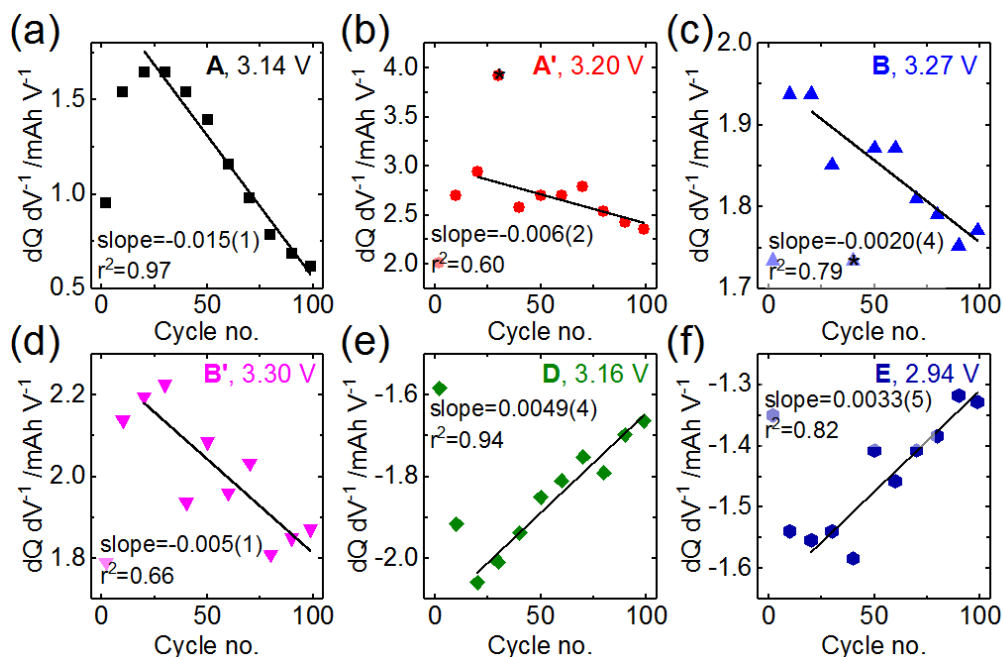 (a)
A, 3.14 V
dQ dV⁻¹ /mAh V⁻¹
1.5
1.0
0.5
slope=-0.015(1)
r²=0.97
0
50
100
Cycle no.
(b)
A', 3.20 V
dQ dV⁻¹ /mAh V⁻¹
4.0
3.5
3.0
2.5
2.0
slope=-0.006(2)
r²=0.60
0
50
100
Cycle no.
(c)
B, 3.27 V
dQ dV⁻¹ /mAh V⁻¹
2.0
1.9
1.8
1.7
slope=-0.0020(4)
r²=0.79
0
50
100
Cycle no.
(d)
B', 3.30 V
dQ dV⁻¹ /mAh V⁻¹
2.2
2.0
1.8
slope=-0.005(1)
r²=0.66
0
50
100
Cycle no.
(e)
D, 3.16 V
dQ dV⁻¹ /mAh V⁻¹
-1.6
-1.8
-2.0
slope=0.0049(4)
r²=0.94
0
50
100
Cycle no.
(f)
E, 2.94 V
dQ dV⁻¹ /mAh V⁻¹
-1.3
-1.4
-1.5
-1.6
slope=0.0033(5)
r²=0.82
0
50
100
Cycle no.